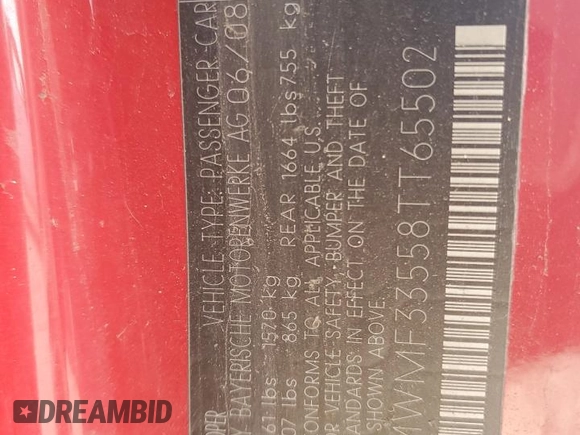 OPER
VEHICLE TYPE: PASSENGER CAR
Y BAYERISCHE MOTORENWERKE AG 06/08
61 lbs 1570 kg
07 lbs 865 kg REAR 1664 lbs 755 kg
ONFORMS TO ALL APPLICABLE U.S.
OR VEHICLE SAFETY, BUMPER AND THEFT
ANDARDS IN EFFECT ON THE DATE OF
SHOWN ABOVE.
WMF33558TT65502
DREAMBID